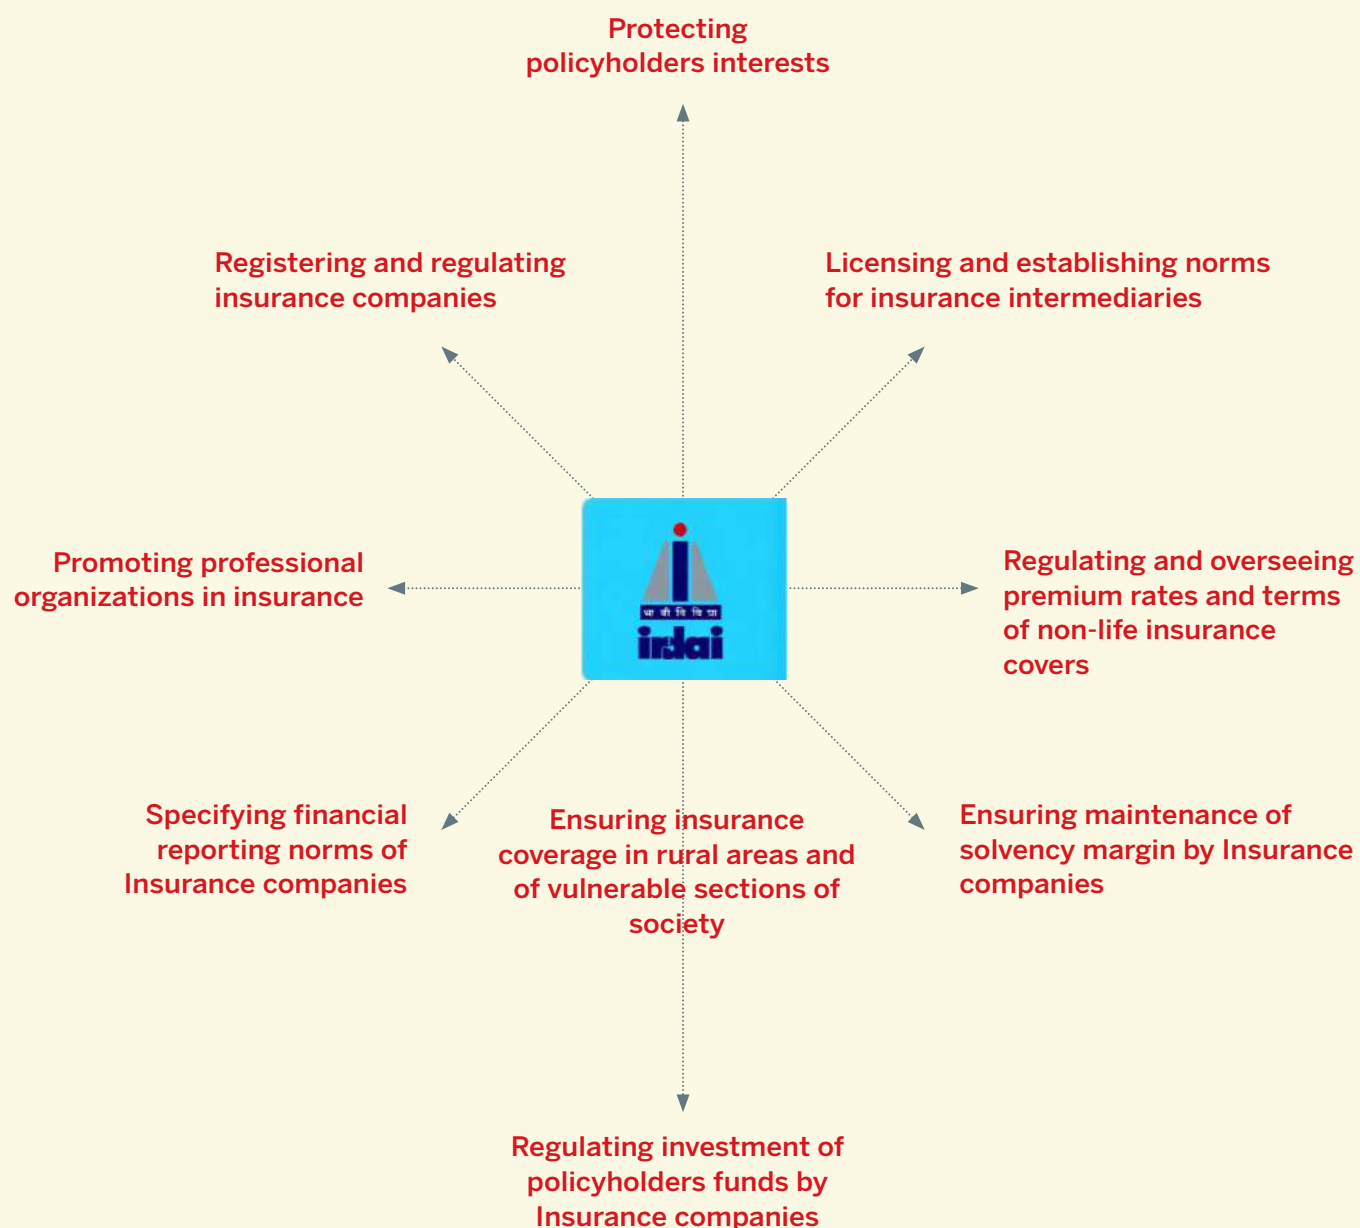 Protecting
policyholders interests
Registering and regulating
insurance companies
Licensing and establishing norms
for insurance intermediaries
Promoting professional
organizations in insurance
भा बी वि वि प्रा
irdai
Regulating and overseeing
premium rates and terms
of non-life insurance
covers
Specifying financial
reporting norms of
Insurance companies
Ensuring insurance
coverage in rural areas and
of vulnerable sections of
society
Ensuring maintenance of
solvency margin by Insurance
companies
Regulating investment of
policyholders funds by
Insurance companies